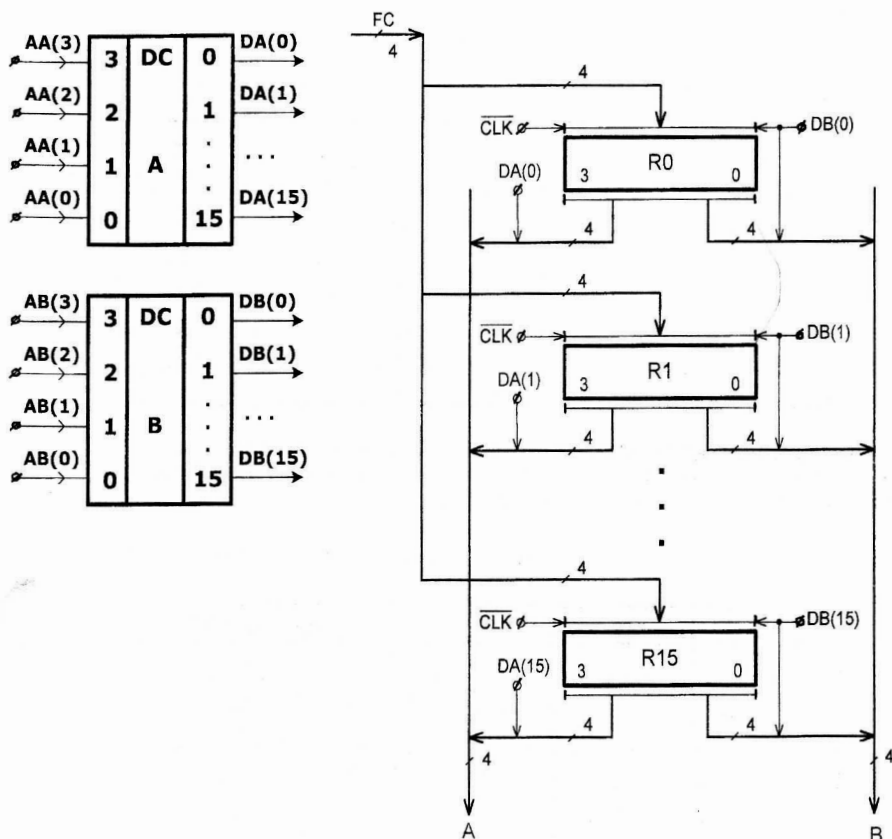 AA(3) 3 DC 0 DA(0)
AA(2) 2 1 DA(1)
AA(1) 1 A . . . ...
AA(0) 0 15 DA(15)
AB(3) 3 DC 0 DB(0)
AB(2) 2 1 DB(1)
AB(1) 1 B . . . ...
AB(0) 0 15 DB(15)
FC
4
4
CLK DB(0)
R0
3 0
DA(0)
4 4
4
CLK DB(1)
R1
3 0
DA(1)
4 4
. . .
4
CLK DB(15)
R15
3 0
DA(15)
4 4
4 4
A B